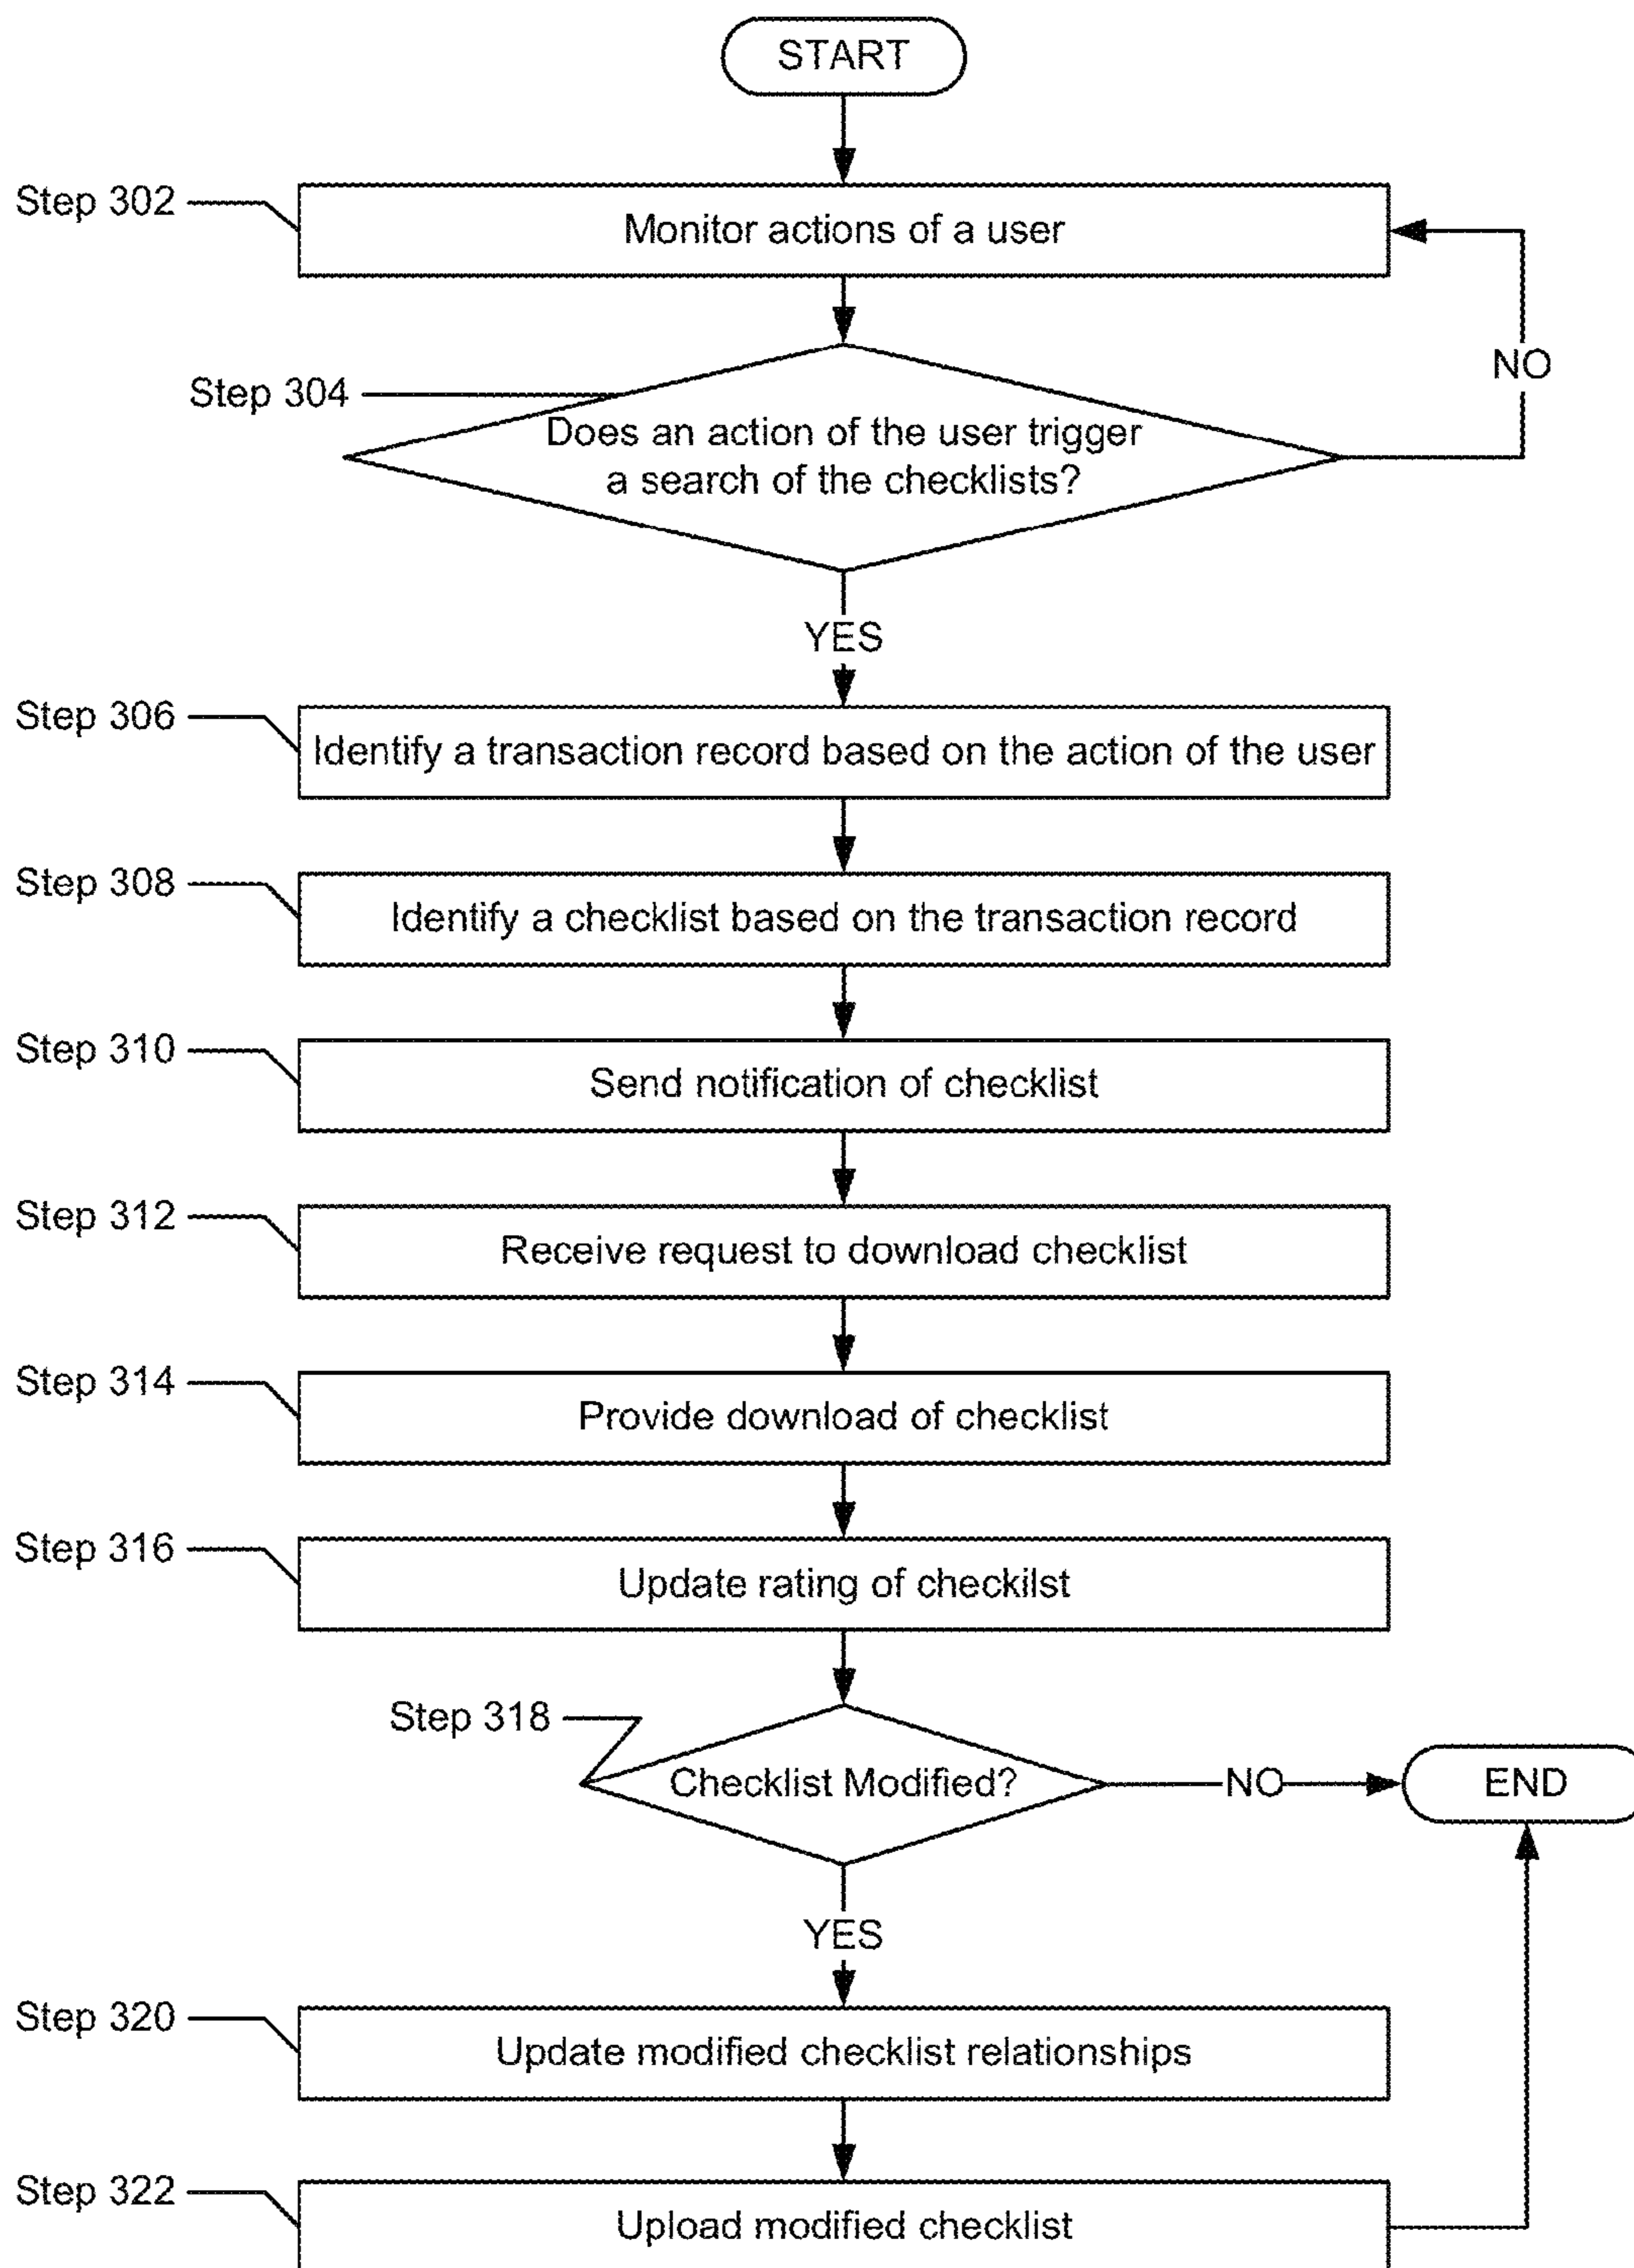 START
Step 302
Monitor actions of a user
NO
Step 304
Does an action of the user trigger
a search of the checklists?
YES
Step 306
Identify a transaction record based on the action of the user
Step 308
Identify a checklist based on the transaction record
Step 310
Send notification of checklist
Step 312
Receive request to download checklist
Step 314
Provide download of checklist
Step 316
Update rating of checkilst
Step 318
Checklist Modified?
NO
END
YES
Step 320
Update modified checklist relationships
Step 322
Upload modified checklist